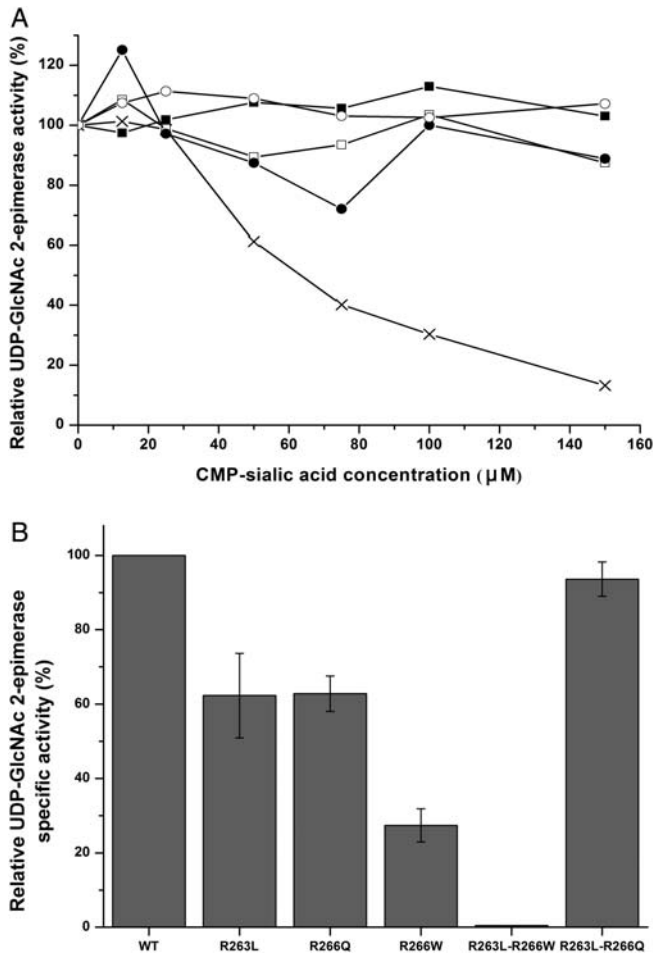 A
Relative UDP-GlcNAc 2-epimerase activity (%)
120
100
80
60
40
20
0
0 20 40 60 80 100 120 140 160
CMP-sialic acid concentration (μM)
B
Relative UDP-GlcNAc 2-epimerase
specific activity (%)
100
80
60
40
20
0
WT R263L R266Q R266W R263L-R266W R263L-R266Q